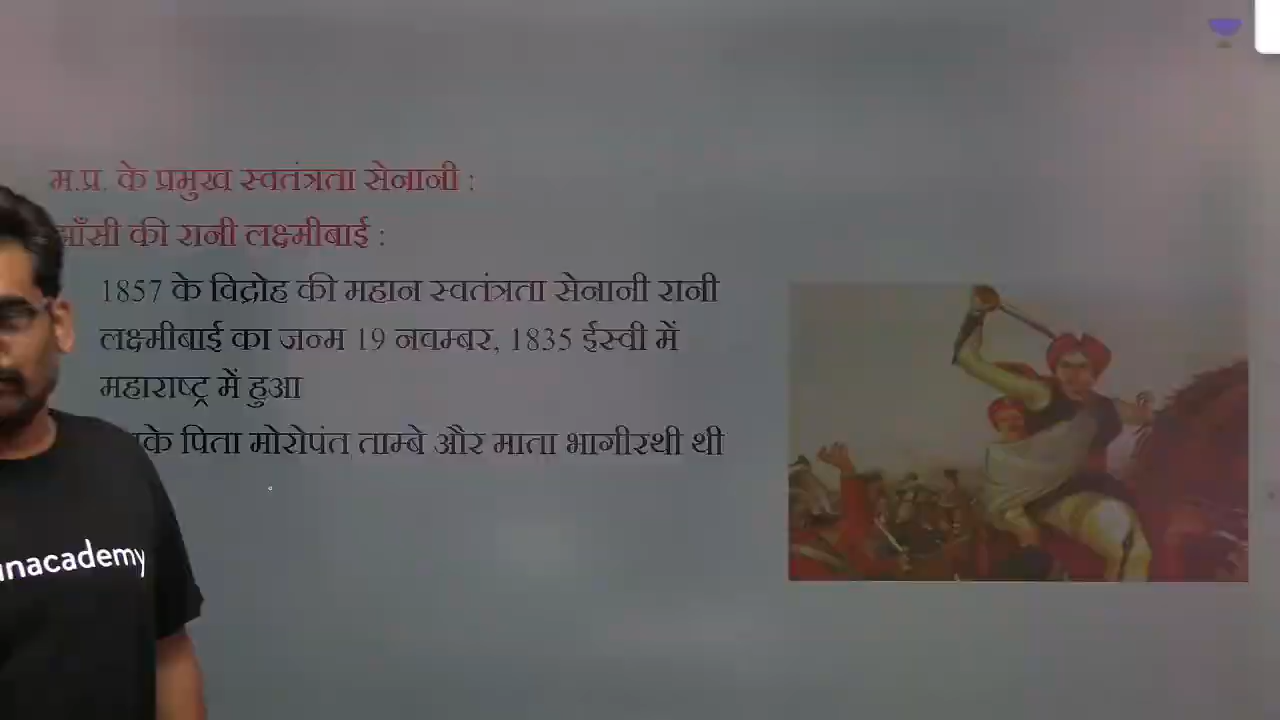 म.प्र. के प्रमुख स्वतंत्रता सेनानी :
की रानी लक्ष्मीबाई :
1857 के विद्रोह की महान स्वतंत्रता सेनानी रानी
लक्ष्मीबाई का जन्म 19 नवम्बर, 1835 ईस्वी में
महाराष्ट्र में हुआ
पिता मोरोपंत ताम्बे और माता भागीरथी थी
unacademy